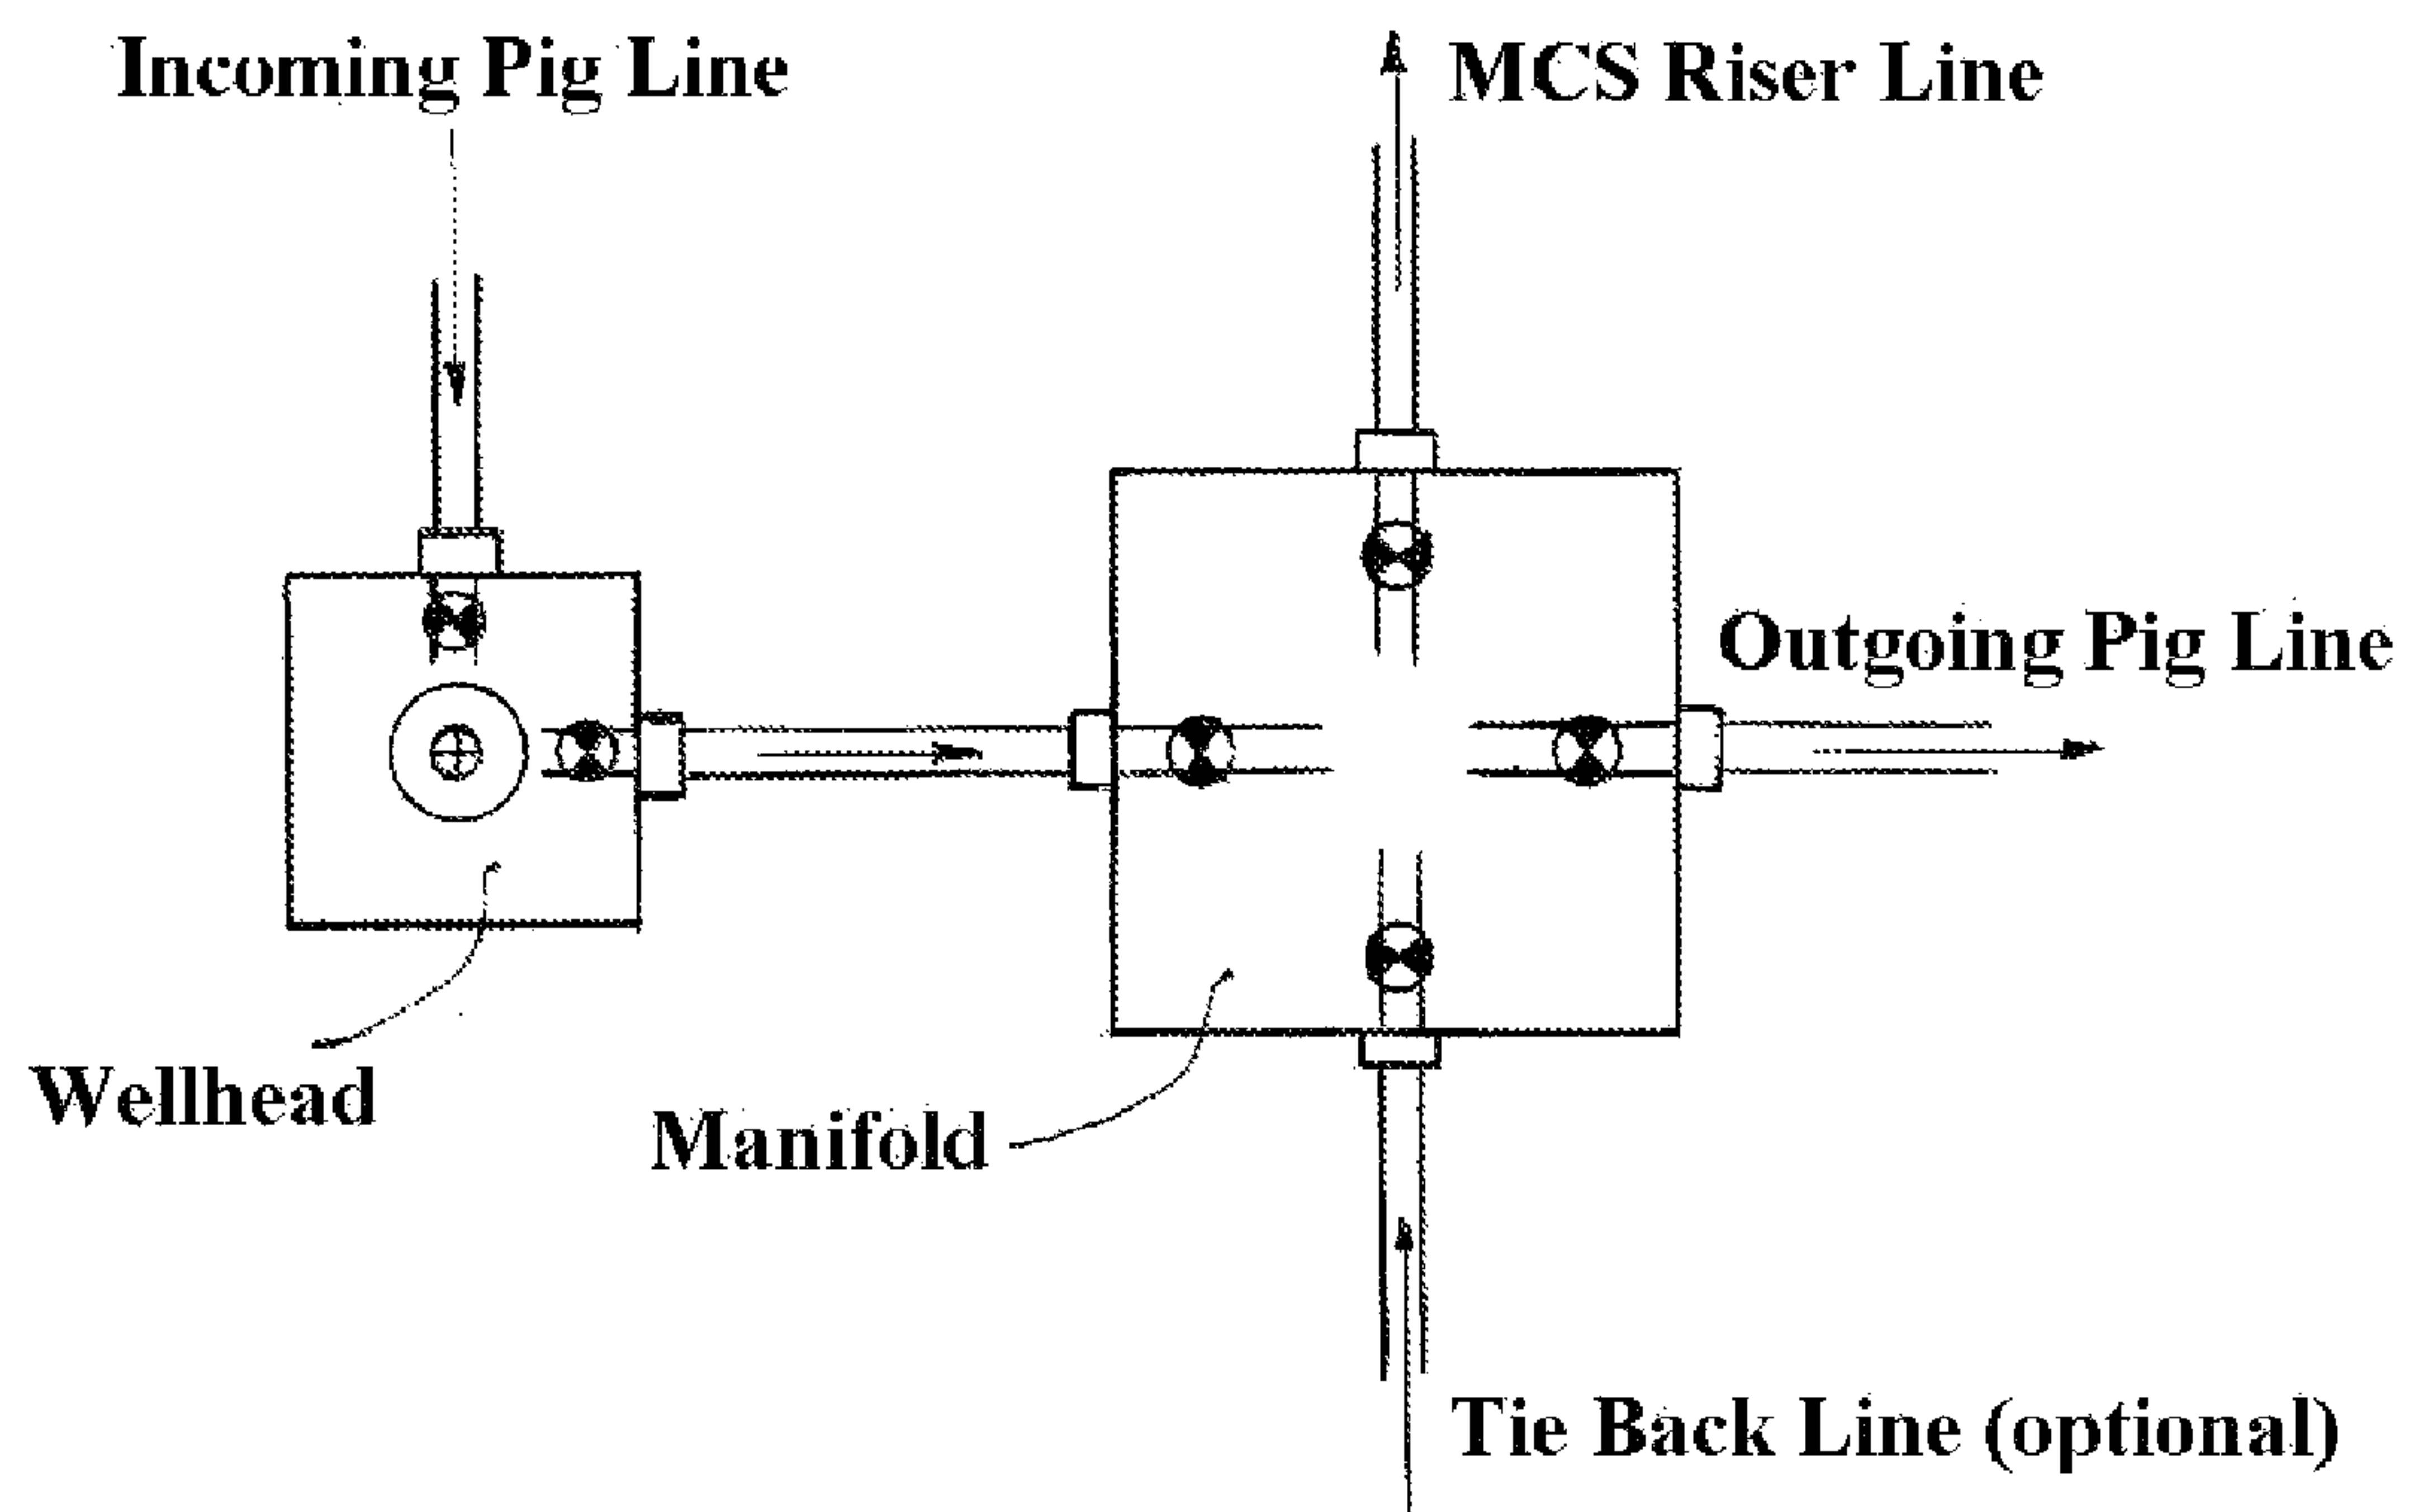 Incoming Pig Line
MCS Riser Line
Outgoing Pig Line
Wellhead
Manifold
Tie Back Line (optional)